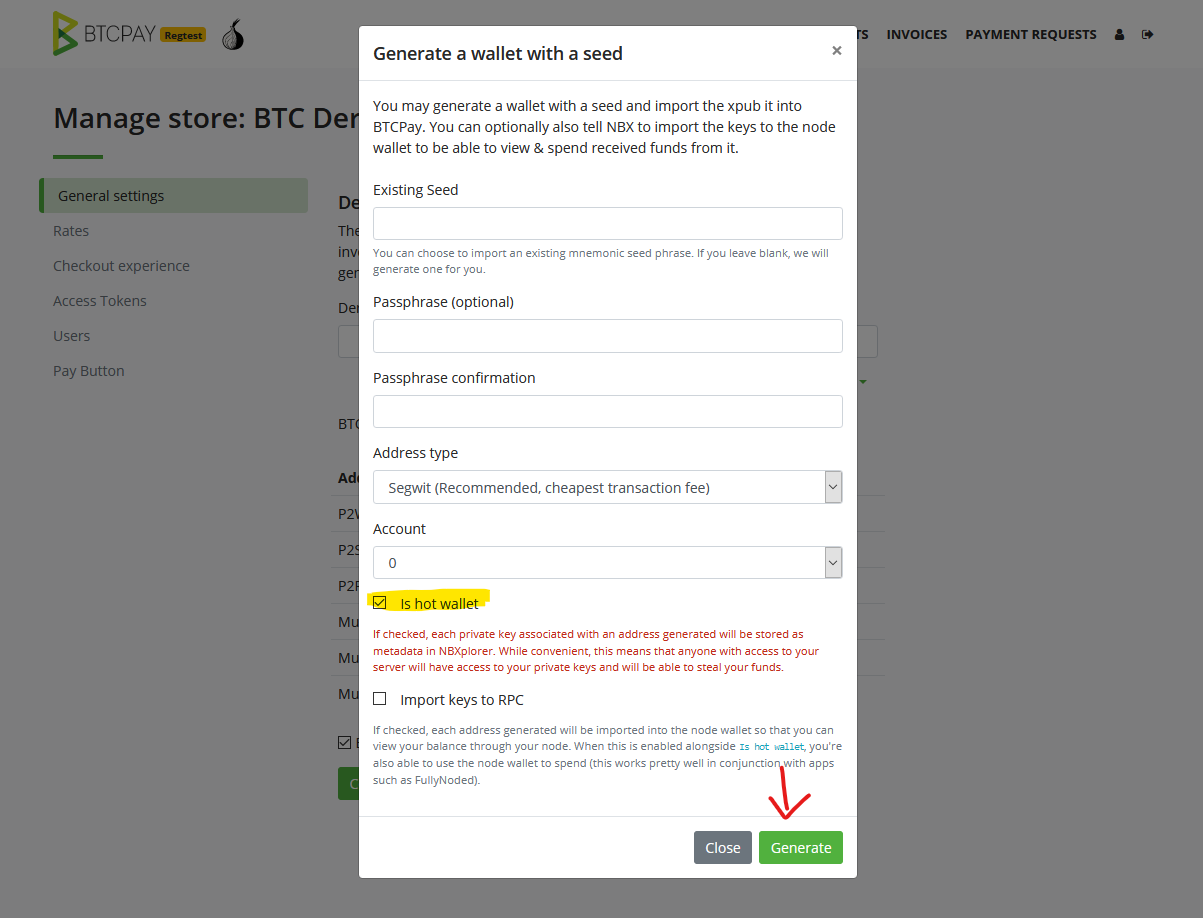 BTCPAY Regtest
TS INVOICES PAYMENT REQUESTS
Manage store: BTC Der
General settings
Rates
Checkout experience
Access Tokens
Users
Pay Button
De
The
inv
ger
Der
BTC
Add
P2W
P2S
P2P
Mu
Mu
Mu
Generate a wallet with a seed ×
You may generate a wallet with a seed and import the xpub it into
BTCPay. You can optionally also tell NBX to import the keys to the node
wallet to be able to view & spend received funds from it.
Existing Seed
You can choose to import an existing mnemonic seed phrase. If you leave blank, we will
generate one for you.
Passphrase (optional)
Passphrase confirmation
Address type
Segwit (Recommended, cheapest transaction fee)
Account
0
Is hot wallet
If checked, each private key associated with an address generated will be stored as
metadata in NBXplorer. While convenient, this means that anyone with access to your
server will have access to your private keys and will be able to steal your funds.
Import keys to RPC
If checked, each address generated will be imported into the node wallet so that you can
view your balance through your node. When this is enabled alongside Is hot wallet, you're
also able to use the node wallet to spend (this works pretty well in conjunction with apps
such as FullyNoded).
Close Generate